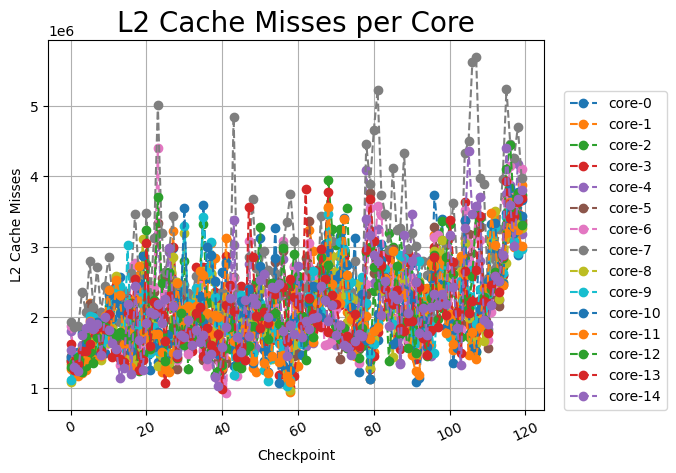 L2 Cache Misses per Core
1e6
5
4
3
2
1
L2 Cache Misses
0
20
40
60
80
100
120
Checkpoint
core-0
core-1
core-2
core-3
core-4
core-5
core-6
core-7
core-8
core-9
core-10
core-11
core-12
core-13
core-14